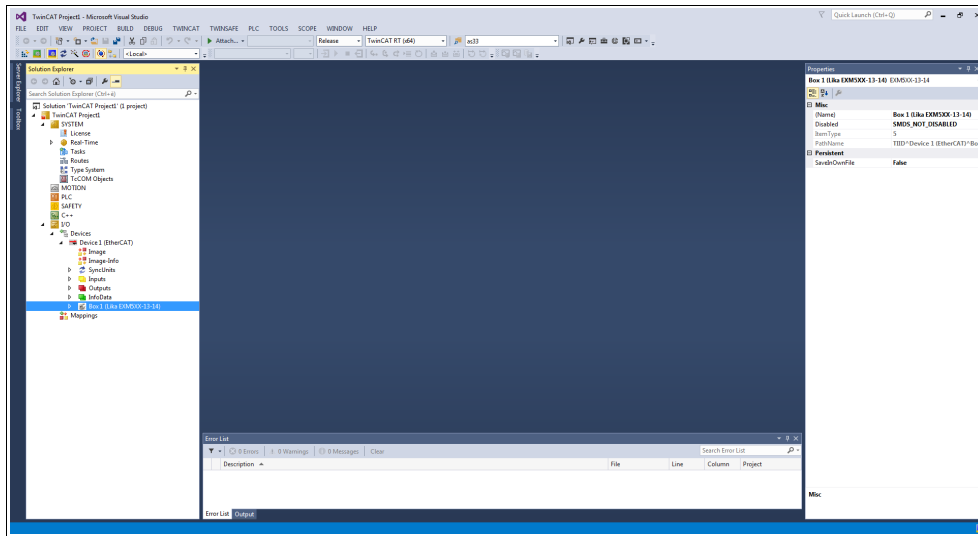 TwinCAT Project1 - Microsoft Visual Studio
Quick Launch (Ctrl+Q)
FILE EDIT VIEW PROJECT BUILD DEBUG TWINCAT TWINSAFE PLC TOOLS SCOPE WINDOW HELP
Attach... Release TwinCAT RT (x64) as33
<Local>
Server Explorer
Toolbox
Solution Explorer
Search Solution Explorer (Ctrl+è)
Solution 'TwinCAT Project1' (1 project)
TwinCAT Project1
SYSTEM
License
Real-Time
Tasks
Routes
Type System
TcCOM Objects
MOTION
PLC
SAFETY
C++
I/O
Devices
Device 1 (EtherCAT)
Image
Image-Info
SyncUnits
Inputs
Outputs
InfoData
Box 1 (Lika EXM5XX-13-14)
Mappings
Error List
0 Errors 0 Warnings 0 Messages Clear
Search Error List
Description File Line Column Project
Error List Output
Properties
Box 1 (Lika EXM5XX-13-14) EXM5XX-13-14
Misc
(Name) Box 1 (Lika EXM5XX-13-14)
Disabled SMDS_NOT_DISABLED
ItemType 5
PathName TIID^Device 1 (EtherCAT)^Bo
Persistent
SaveInOwnFile False
Misc